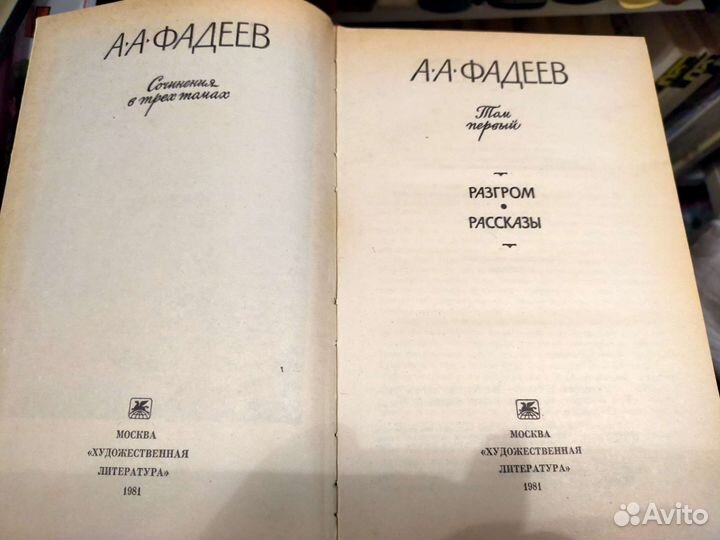 А·А·ФАДЕЕВ
Сочинения
в трех томах
МОСКВА
«ХУДОЖЕСТВЕННАЯ
ЛИТЕРАТУРА»
1981
А·А·ФАДЕЕВ
Том
первый
РАЗГРОМ
•
РАССКАЗЫ
МОСКВА
«ХУДОЖЕСТВЕННАЯ
ЛИТЕРАТУРА»
1981
Avito